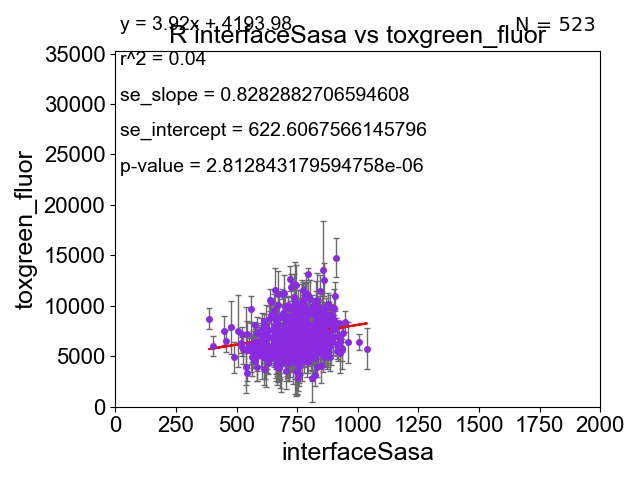 y = 3.92x + 4193.98
N = 523
R interfaceSasa vs toxgreen_fluor
r^2 = 0.04
se_slope = 0.8282882706594608
se_intercept = 622.6067566145796
p-value = 2.812843179594758e-06
35000
30000
25000
20000
15000
10000
5000
0
toxgreen_fluor
0 250 500 750 1000 1250 1500 1750 2000
interfaceSasa